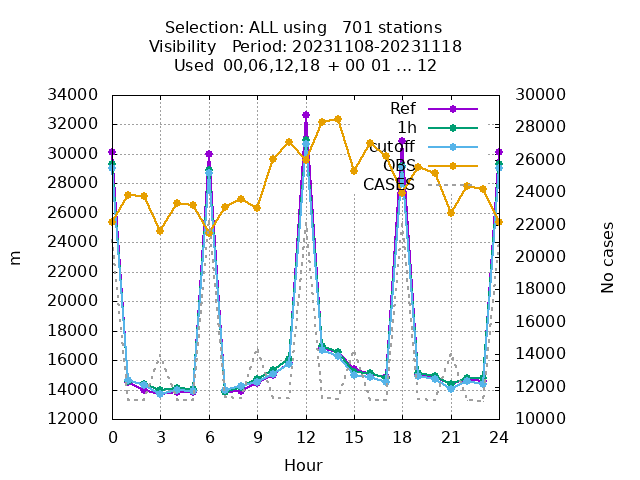 Selection: ALL using   701 stations
Visibility   Period: 20231108-20231118
Used  00,06,12,18  + 00 01 ... 12
34000
32000
30000
28000
26000
24000
22000
20000
18000
16000
14000
12000
m
30000
28000
26000
24000
22000
20000
18000
16000
14000
12000
10000
No cases
Ref
1h
cutoff
OBS
CASES
0 3 6 9 12 15 18 21 24
Hour